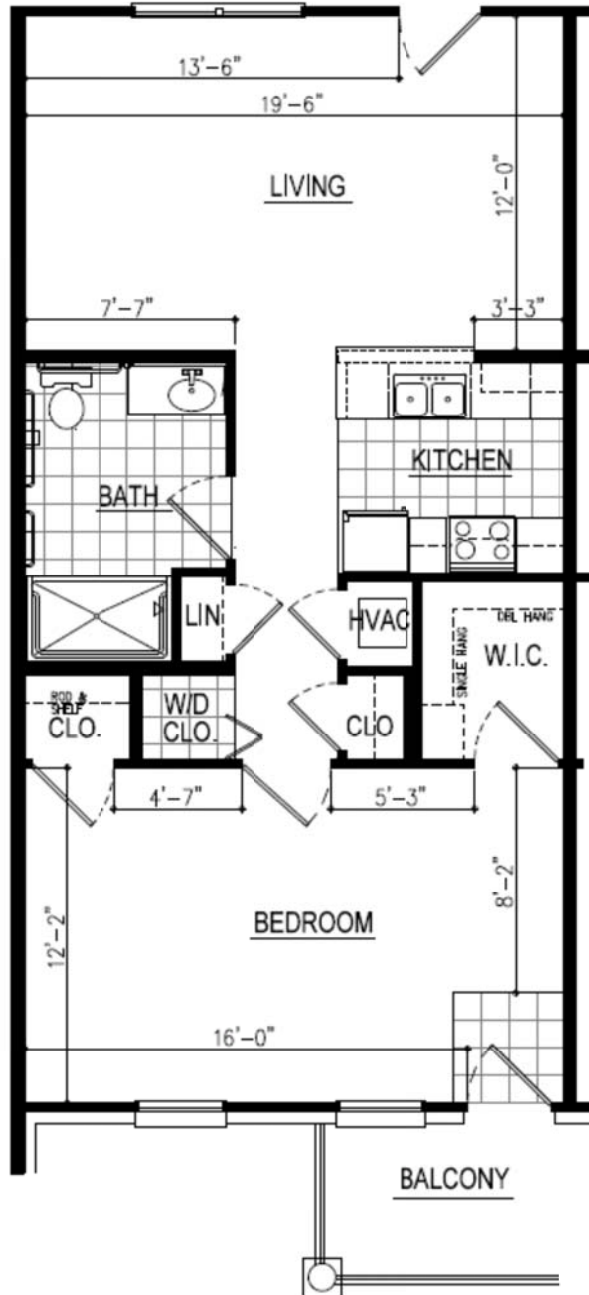 13'-6"
19'-6"
LIVING
12'-0"
7'-7"
3'-3"
KITCHEN
BATH
LIN
HVAC
DBL HANG
SINGLE HANG
W.I.C.
ROD &
SHELF
CLO.
W/D
CLO.
CLO
4'-7"
5'-3"
8'-2"
12'-2"
BEDROOM
16'-0"
BALCONY